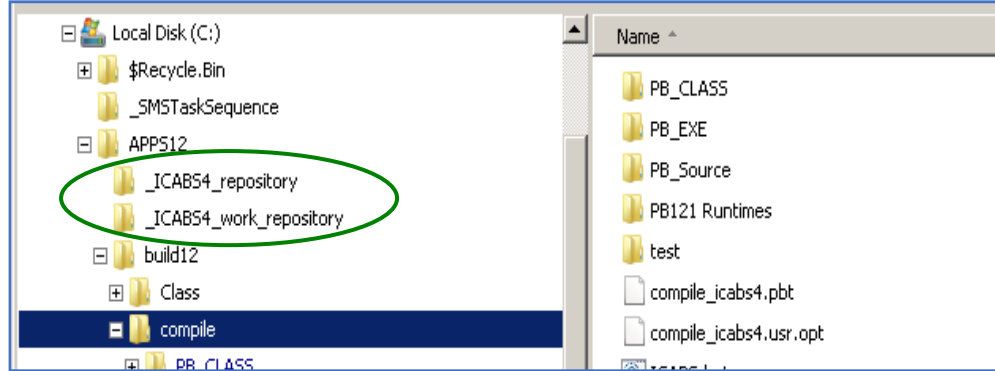 Local Disk (C:)
$Recycle.Bin
_SMSTaskSequence
APPS12
_ICABS4_repository
_ICABS4_work_repository
build12
Class
compile
PB_CLASS
Name
PB_CLASS
PB_EXE
PB_Source
PB121 Runtimes
test
compile_icabs4.pbt
compile_icabs4.usr.opt